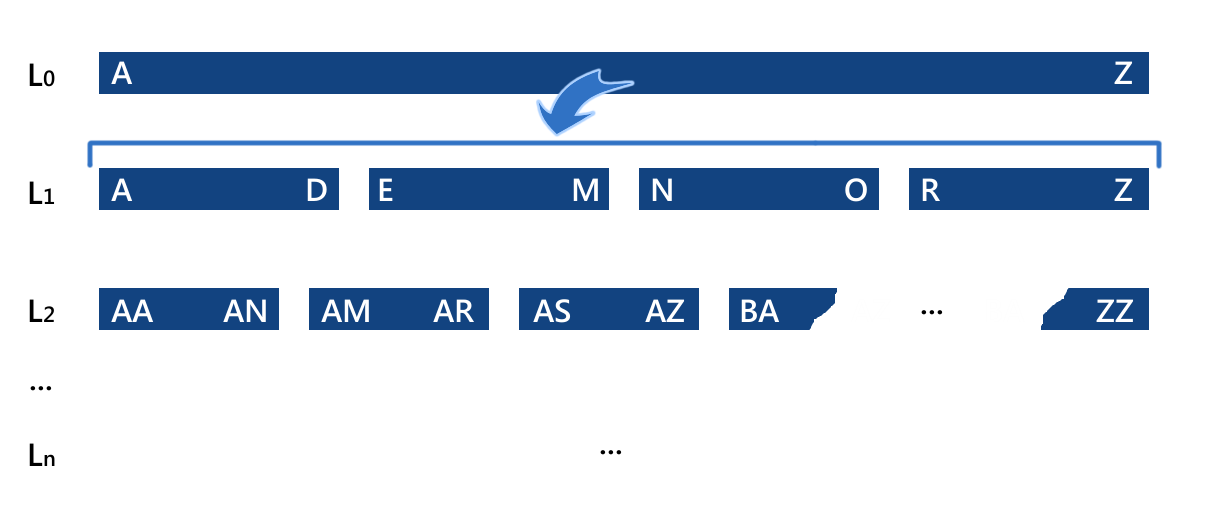 L0 A Z
L1 A D E M N O R Z
L2 AA AN AM AR AS AZ BA ... ZZ
...
Ln ...